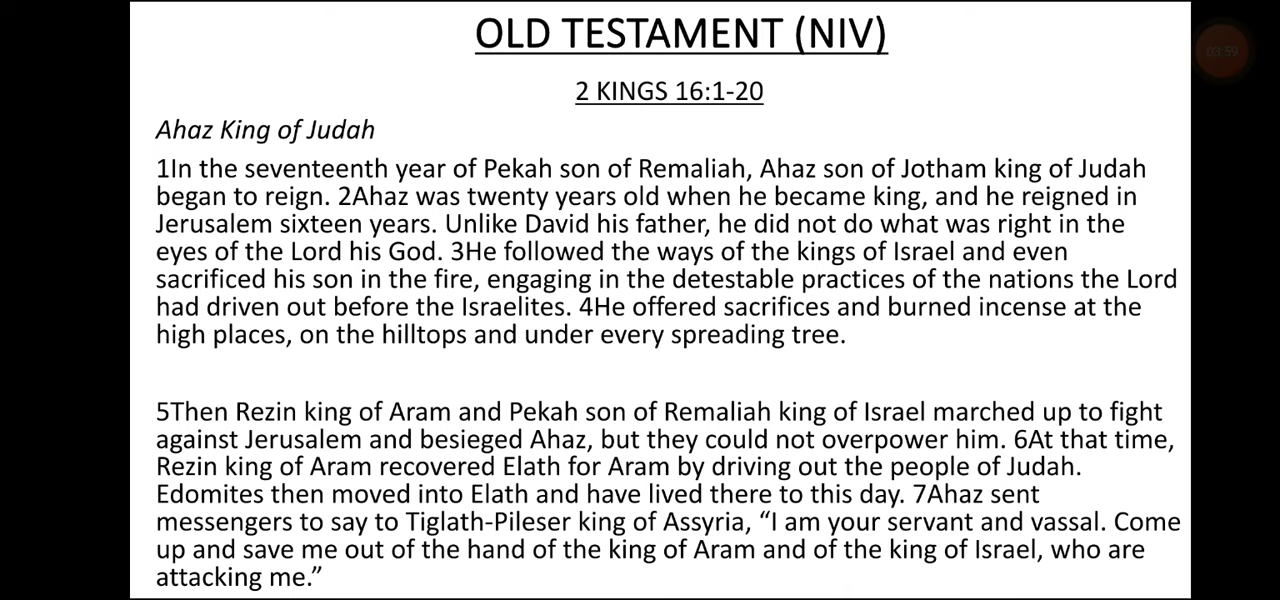 OLD TESTAMENT (NIV)
2 KINGS 16:1-20
Ahaz King of Judah
1In the seventeenth year of Pekah son of Remaliah, Ahaz son of Jotham king of Judah
began to reign. 2Ahaz was twenty years old when he became king, and he reigned in
Jerusalem sixteen years. Unlike David his father, he did not do what was right in the
eyes of the Lord his God. 3He followed the ways of the kings of Israel and even
sacrificed his son in the fire, engaging in the detestable practices of the nations the Lord
had driven out before the Israelites. 4He offered sacrifices and burned incense at the
high places, on the hilltops and under every spreading tree.
5Then Rezin king of Aram and Pekah son of Remaliah king of Israel marched up to fight
against Jerusalem and besieged Ahaz, but they could not overpower him. 6At that time,
Rezin king of Aram recovered Elath for Aram by driving out the people of Judah.
Edomites then moved into Elath and have lived there to this day. 7Ahaz sent
messengers to say to Tiglath-Pileser king of Assyria, “I am your servant and vassal. Come
up and save me out of the hand of the king of Aram and of the king of Israel, who are
attacking me.”
03:59